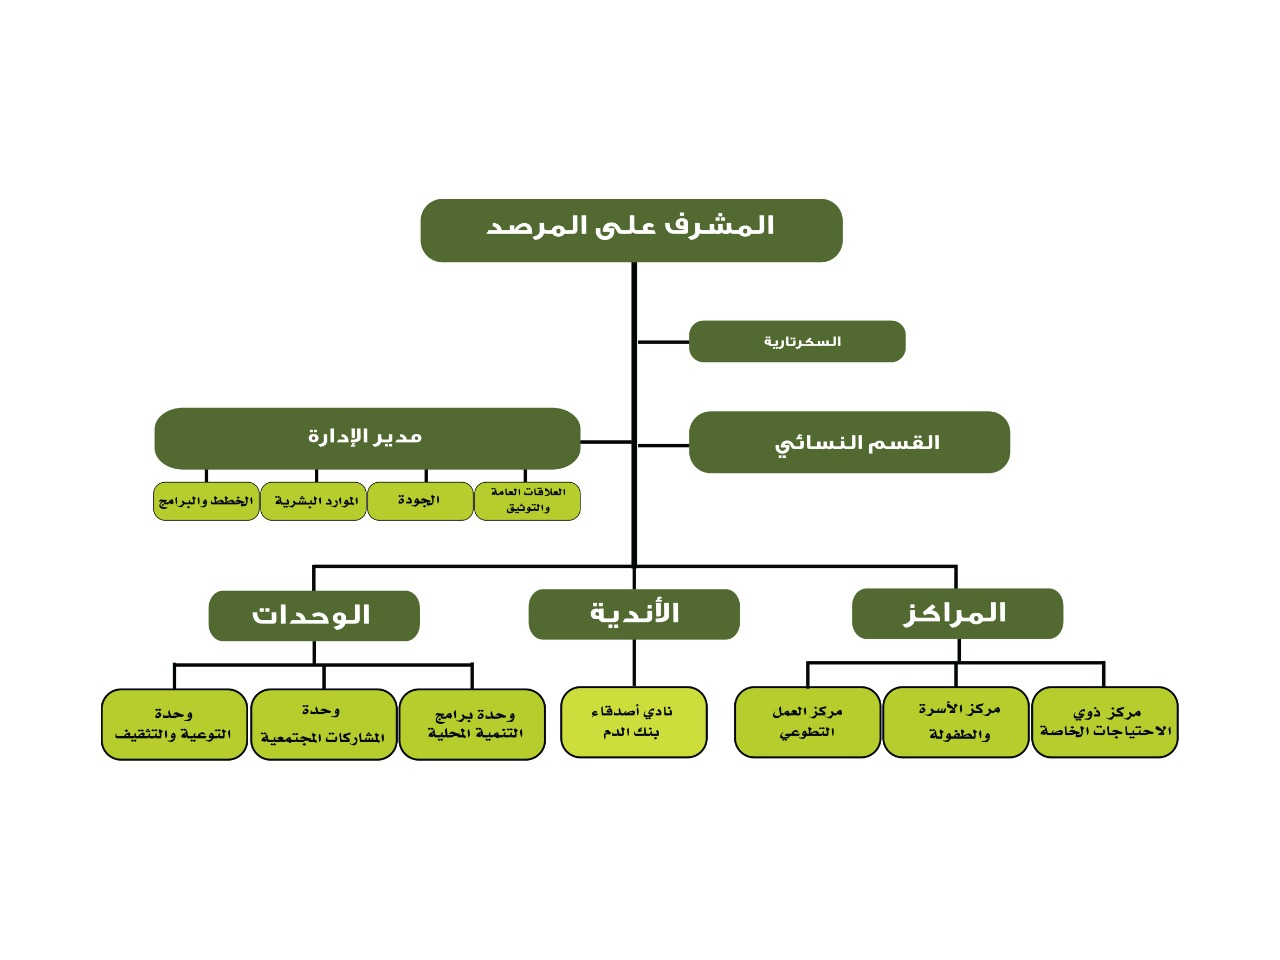 المشرف على المرصد
السكرتارية
القسم النسائي
مدير الإدارة
العلاقات العامة
والتوثيق
الجودة
الموارد البشرية
الخطط والبرامج
المراكز
الأندية
الوحدات
مركز ذوي
الاحتياجات الخاصة
مركز الأسرة
والطفولة
مركز العمل
التطوعي
نادي أصدقاء
بنك الدم
وحدة برامج
التنمية المحلية
وحدة
المشاركات المجتمعية
وحدة
التوعية والتثقيف